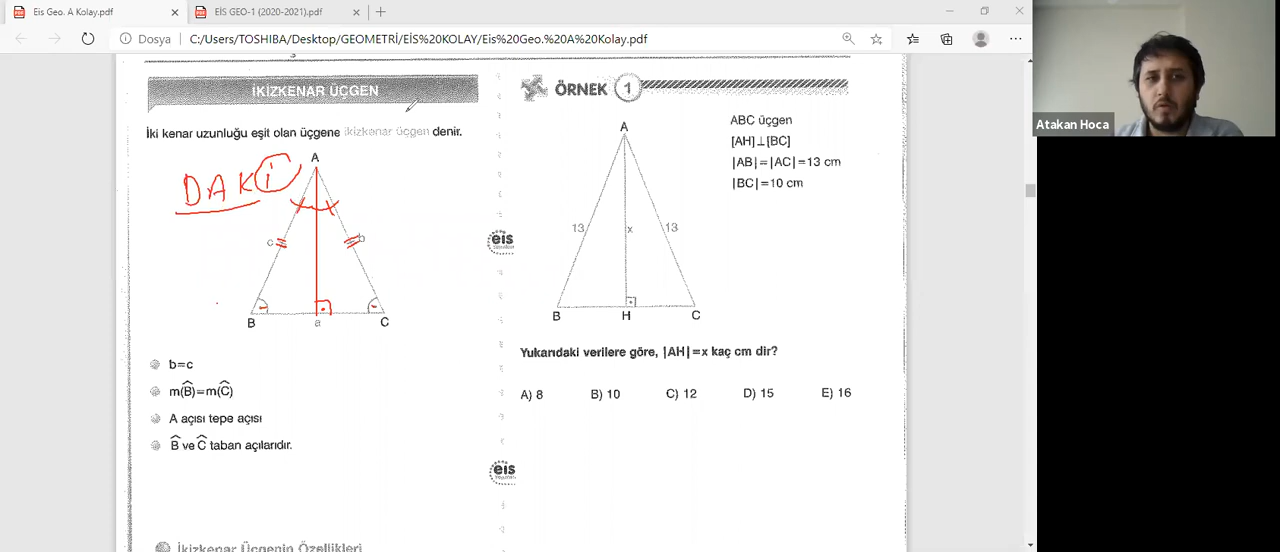 Eis Geo. A Kolay.pdf
EİS GEO-1 (2020-2021).pdf
Dosya
C:/Users/TOSHIBA/Desktop/GEOMETRİ/EİS%20KOLAY/Eis%20Geo.%20A%20Kolay.pdf
Atakan Hoca
İKİZKENAR ÜÇGEN
İki kenar uzunluğu eşit olan üçgene ikizkenar üçgen denir.
DAKİ
A
c
b
B
a
C
b=c
m(B̂)=m(Ĉ)
A açısı tepe açısı
B̂ ve Ĉ taban açılarıdır.
İkizkenar Üçgenin Özellikleri
eis
eis
ÖRNEK 1
ABC üçgen
[AH]⊥[BC]
|AB|=|AC|=13 cm
|BC|=10 cm
A
13
x
13
B
H
C
Yukarıdaki verilere göre, |AH|=x kaç cm dir?
A) 8
B) 10
C) 12
D) 15
E) 16